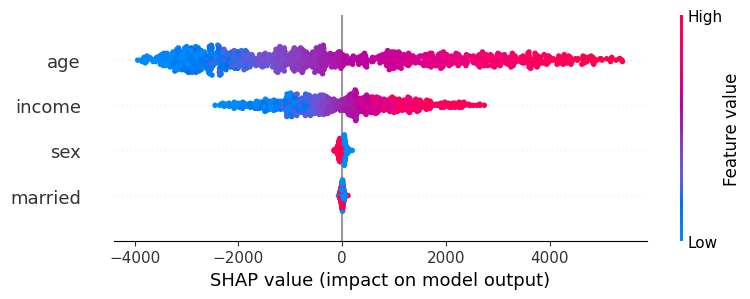 High
age
income
sex
married
Feature value
Low
−4000 −2000 0 2000 4000
SHAP value (impact on model output)